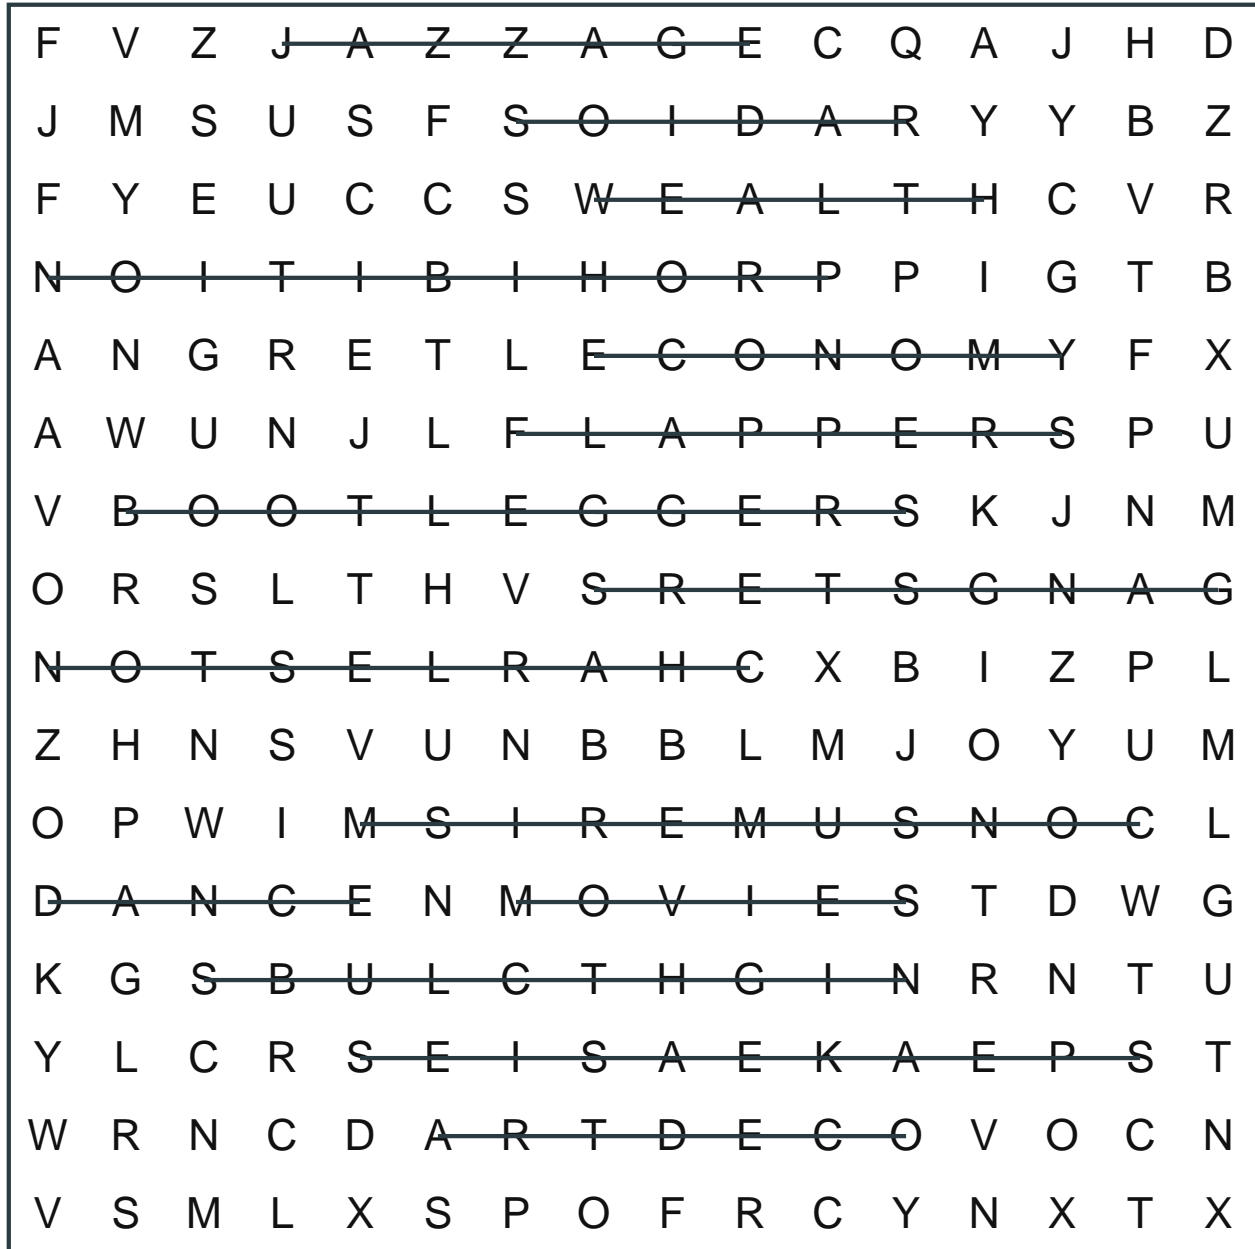 F V Z J A Z Z A G E C Q A J H D
J M S U S F S O I D A R Y Y B Z
F Y E U C C S W E A L T H C V R
N O I T I B I H O R P P I G T B
A N G R E T L E C O N O M Y F X
A W U N J L F L A P P E R S P U
V B O O T L E G G E R S K J N M
O R S L T H V S R E T S G N A G
N O T S E L R A H C X B I Z P L
Z H N S V U N B B L M J O Y U M
O P W I M S I R E M U S N O C L
D A N C E N M O V I E S T D W G
K G S B U L C T H G I N R N T U
Y L C R S E I S A E K A E P S T
W R N C D A R T D E C O V O C N
V S M L X S P O F R C Y N X T X